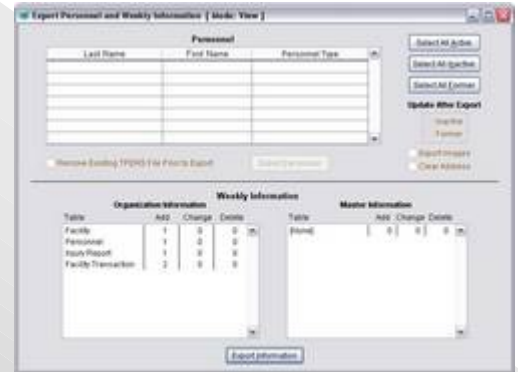 Export Personnel and Weekly Information [ Mode: View ]
Personnel
Last Name First Name Personnel Type
Select All Active
Select All Inactive
Select All Former
Update After Export
Inactive
Former
Export Images
Clear Address
Remove Existing TPERS File Prior to Export
Select Personnel
Weekly Information
Organization Information
Master Information
Table Add Change Delete
Facility 1 0 0
Personnel 1 0 0
Injury Report 1 0 0
Facility Transaction 2 0 0
Table Add Change Delete
[None] 0 0 0
Export Information